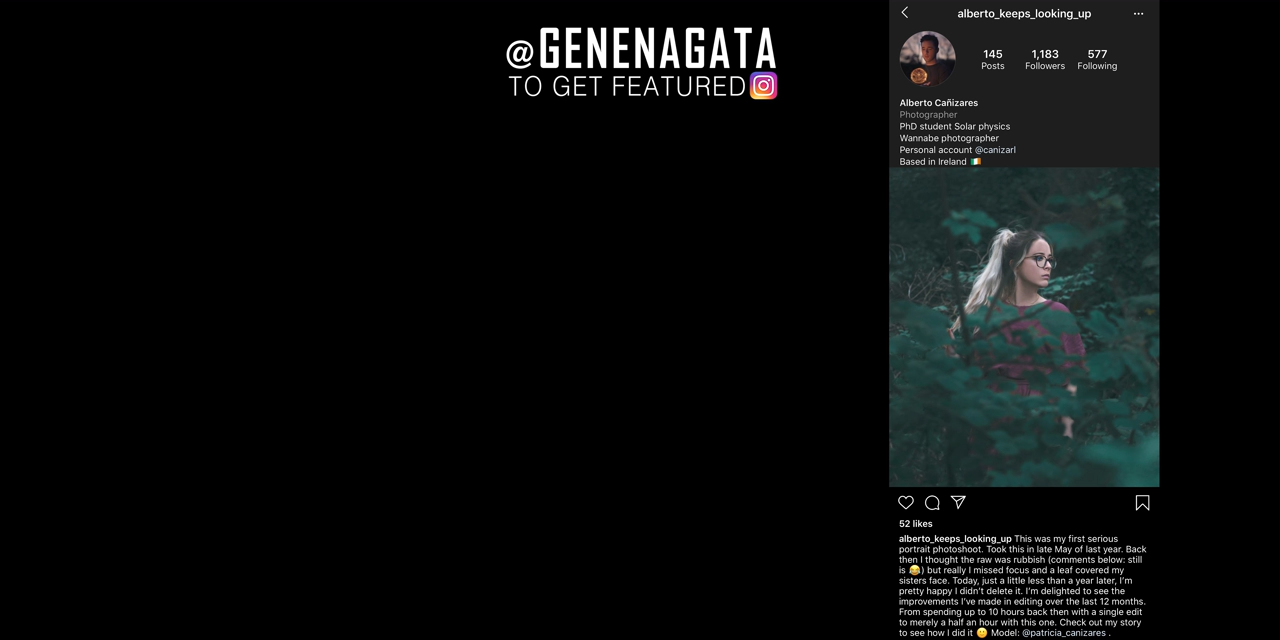 @GENENAGATA
TO GET FEATURED
alberto_keeps_looking_up
145
1,183
577
Posts
Followers
Following
Alberto Cañizares
Photographer
PhD student Solar physics
Wannabe photographer
Personal account @canizarl
Based in Ireland 🇮🇪
52 likes
alberto_keeps_looking_up This was my first serious
portrait photoshoot. Took this in late May of last year. Back
then I thought the raw was rubbish (comments below: still
is 😂) but really I missed focus and a leaf covered my
sisters face. Today, just a little less than a year later, I'm
pretty happy I didn't delete it. I'm delighted to see the
improvements I've made in editing over the last 12 months.
From spending up to 10 hours back then with a single edit
to merely a half an hour with this one. Check out my story
to see how I did it 🙂 Model: @patricia_canizares .